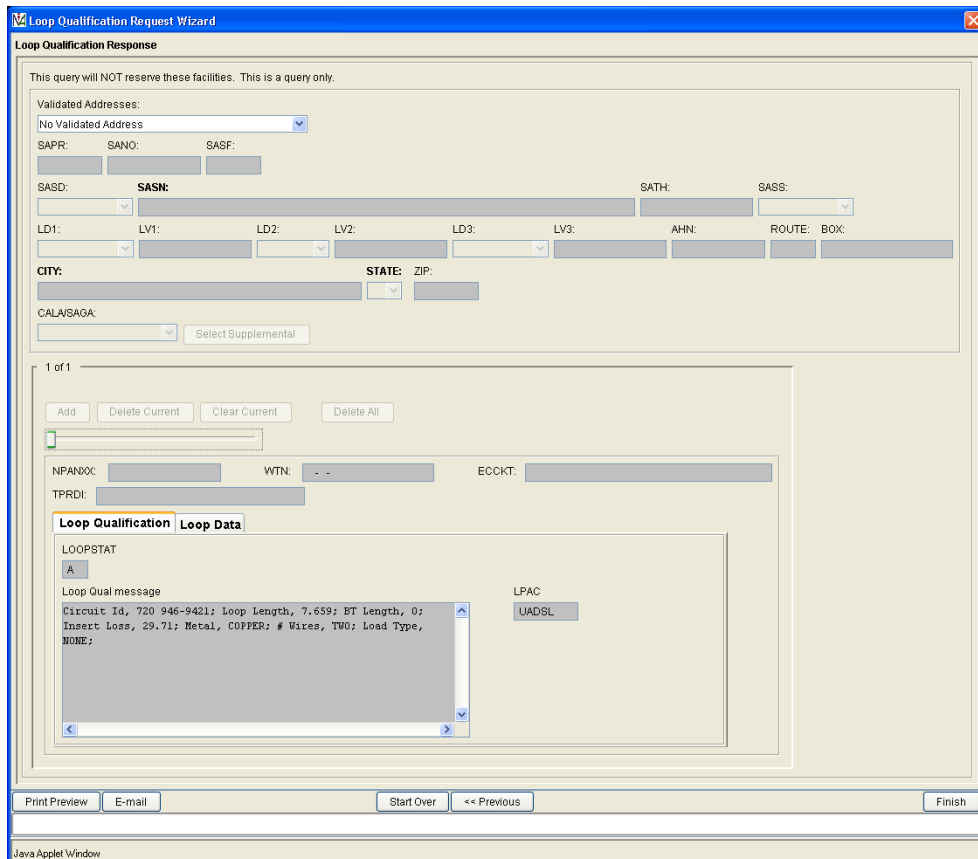 Loop Qualification Request Wizard
Loop Qualification Response
This query will NOT reserve these facilities. This is a query only.
Validated Addresses:
No Validated Address
SAPR: SANO: SASF:
SASD: SASN: SATH: SASS:
LD1: LV1: LD2: LV2: LD3: LV3: AHN: ROUTE: BOX:
CITY: STATE: ZIP:
CALA/SAGA:
Select Supplemental
1 of 1
Add Delete Current Clear Current Delete All
NPANXX: WTN: - - ECCKT:
TPRDI:
Loop Qualification Loop Data
LOOPSTAT
A
Loop Qual message LPAC
Circuit Id, 720 946-9421; Loop Length, 7.659; BT Length, 0; UADSL
Insert Loss, 29.71; Metal, COPPER; # Wires, TWO; Load Type,
NONE;
Print Preview E-mail Start Over << Previous Finish
Java Applet Window